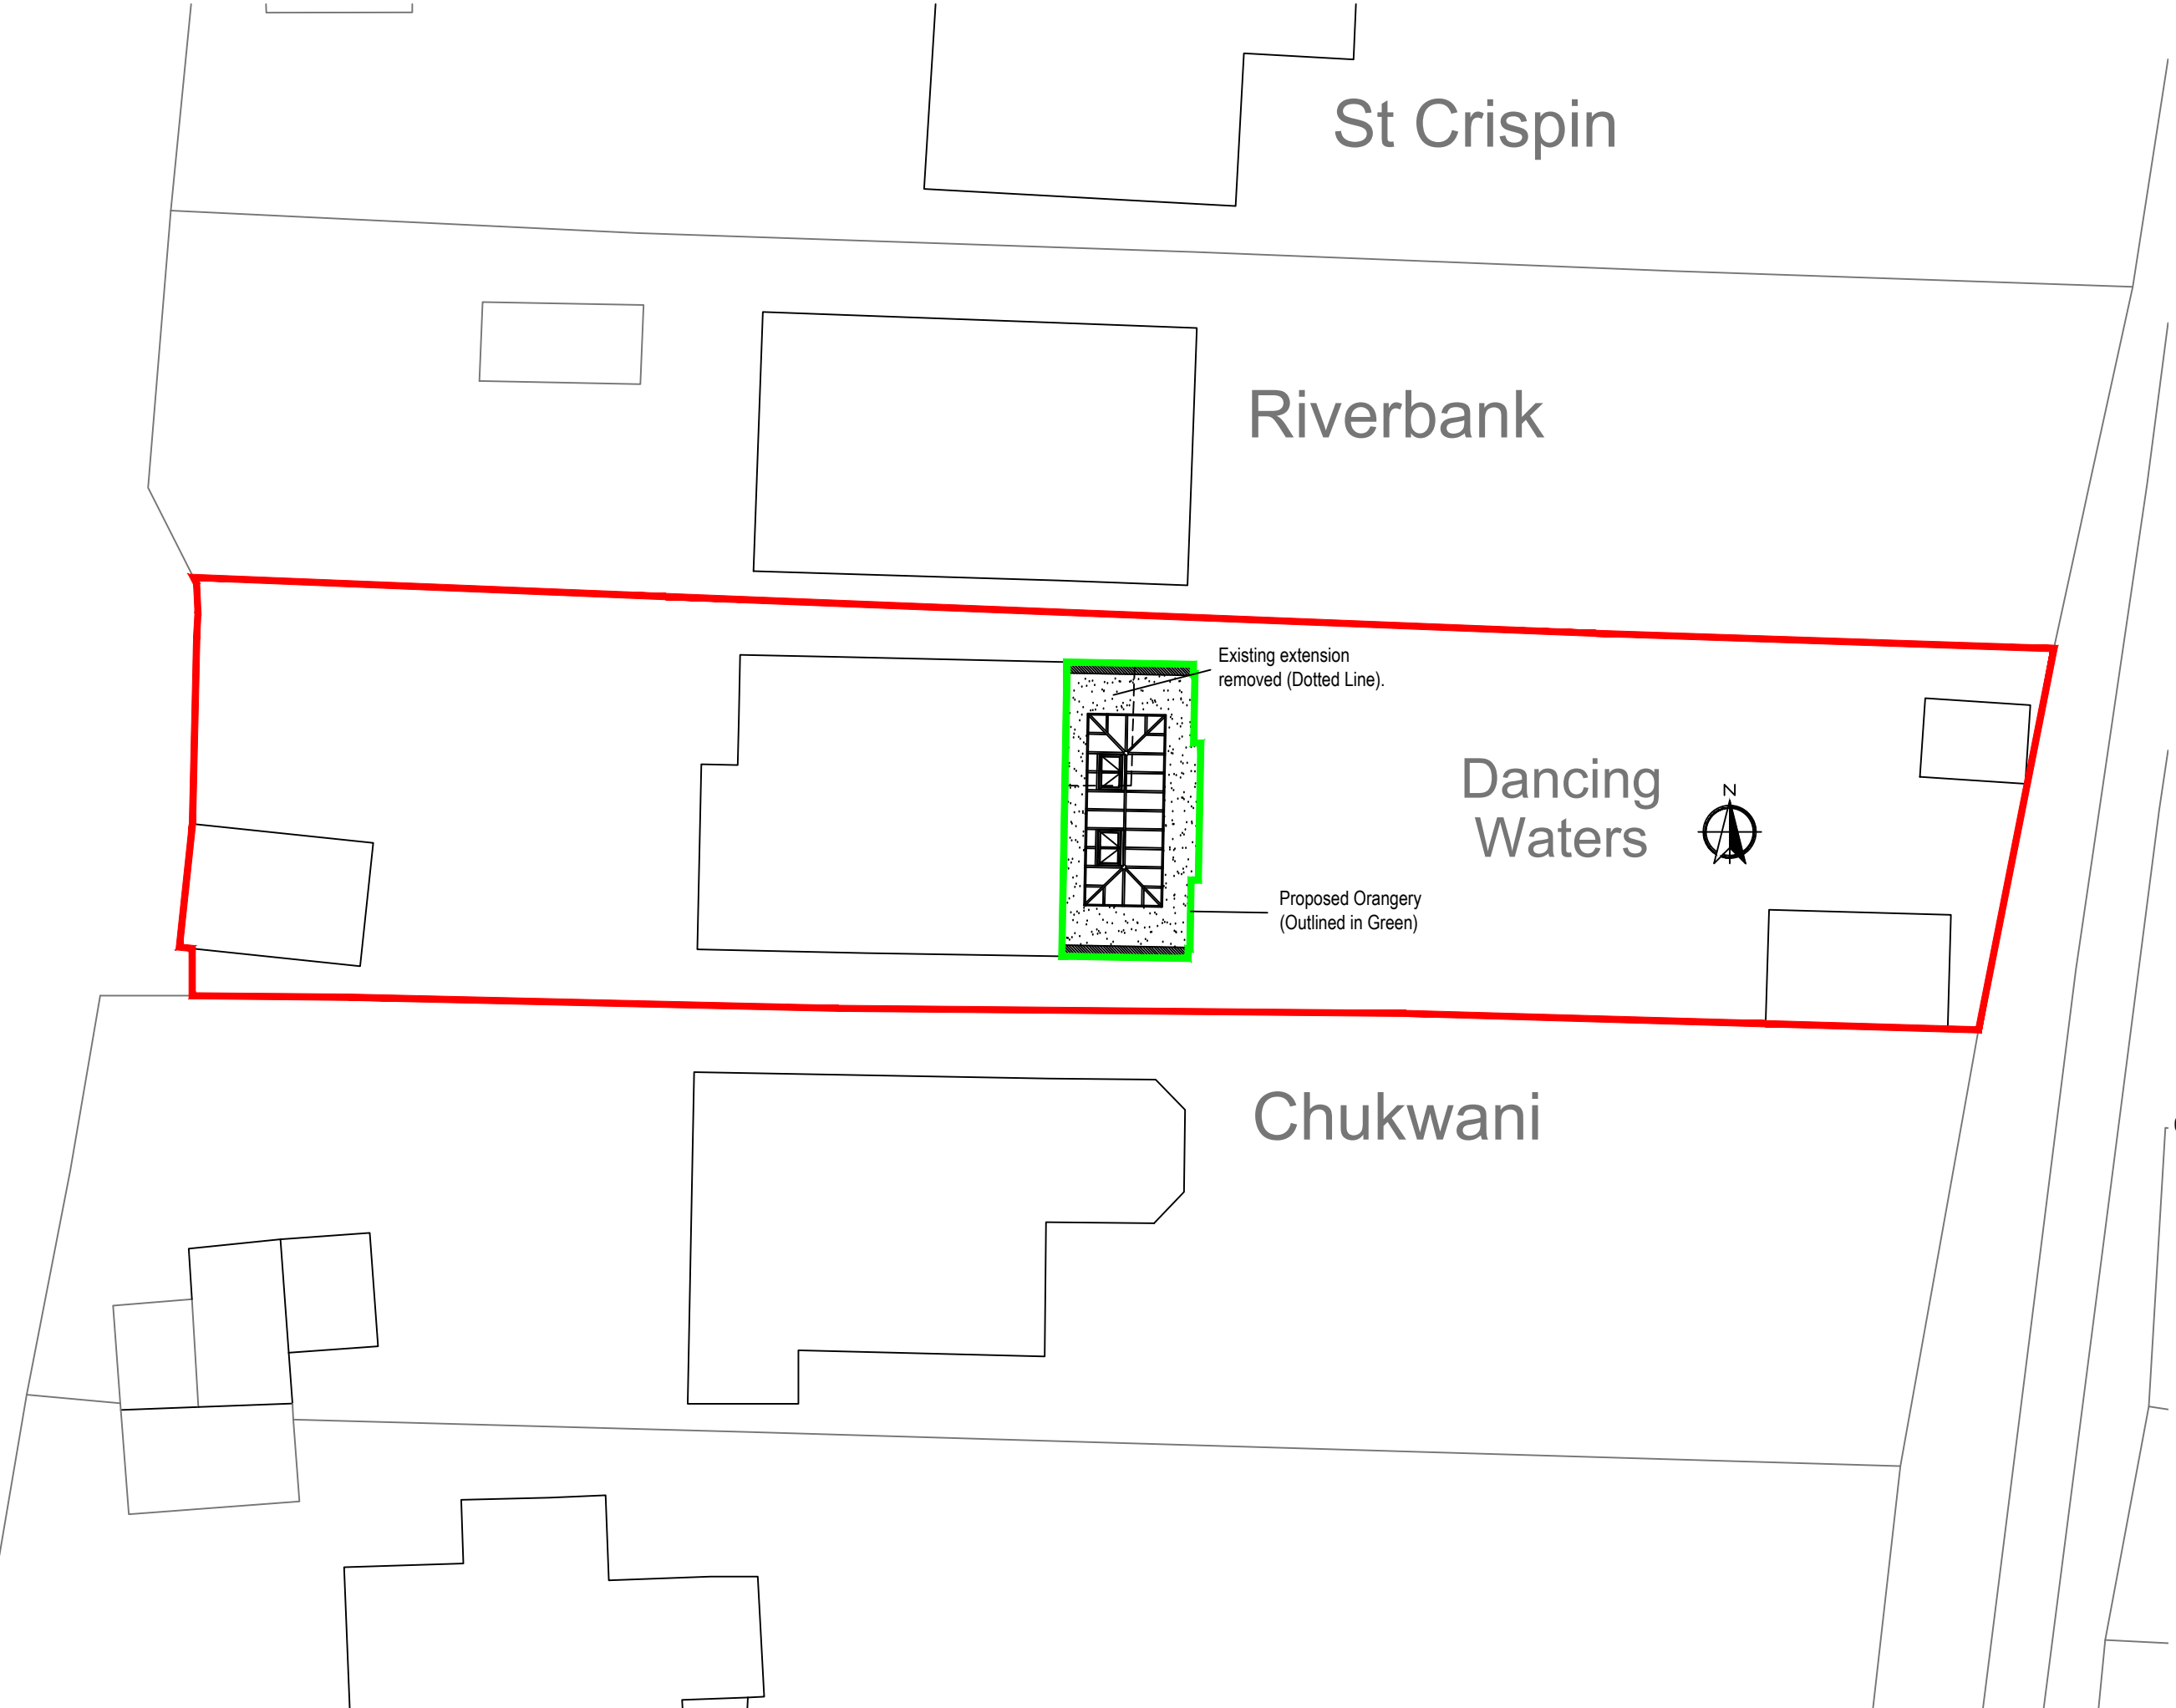 St Crispin
Riverbank
Existing extension
removed (Dotted Line).
Dancing
Waters
N
Proposed Orangery
(Outlined in Green)
Chukwani